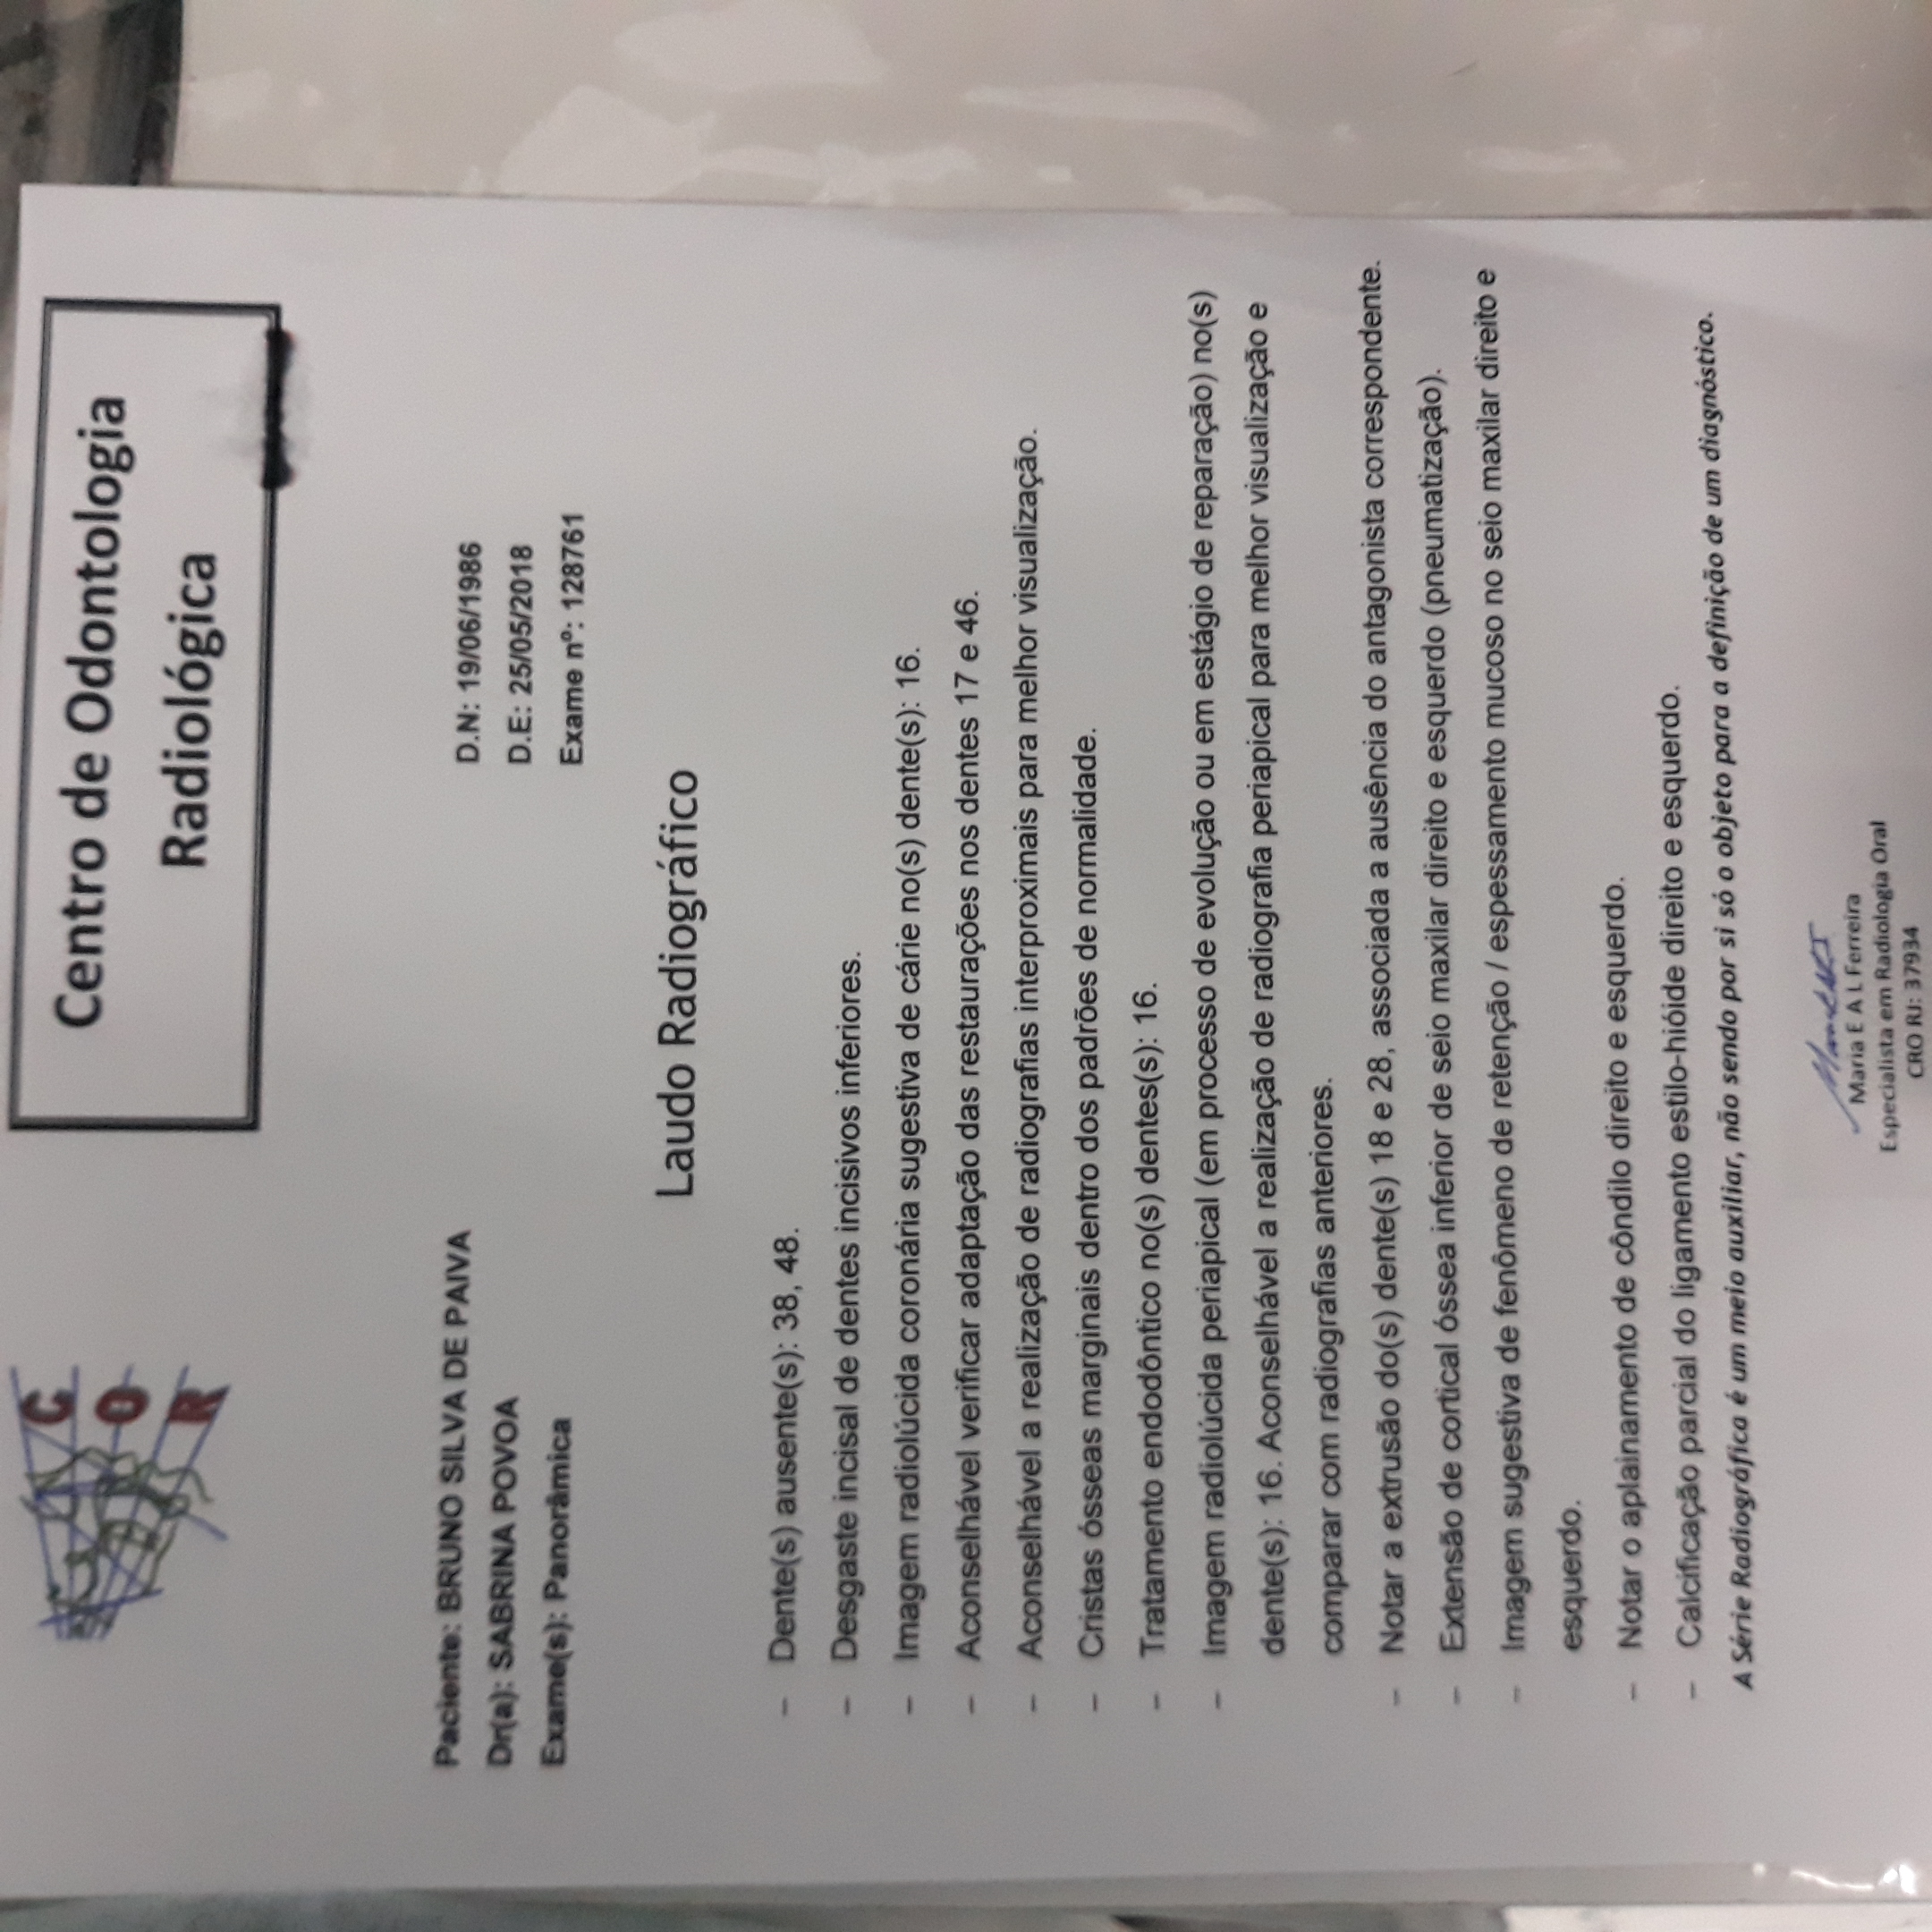 C
O
R
Centro de Odontologia
Radiológica
Paciente: BRUNO SILVA DE PAIVA
D.N: 19/06/1986
Dr(a): SABRINA POVOA
D.E: 25/05/2018
Exame(s): Panorâmica
Exame nº: 128761
Laudo Radiográfico
– Dente(s) ausente(s): 38, 48.
– Desgaste incisal de dentes incisivos inferiores.
– Imagem radiolúcida coronária sugestiva de cárie no(s) dente(s): 16.
– Aconselhável verificar adaptação das restaurações nos dentes 17 e 46.
– Aconselhável a realização de radiografias interproximais para melhor visualização.
– Cristas ósseas marginais dentro dos padrões de normalidade.
– Tratamento endodôntico no(s) dentes(s): 16.
– Imagem radiolúcida periapical (em processo de evolução ou em estágio de reparação) no(s)
dente(s): 16. Aconselhável a realização de radiografia periapical para melhor visualização e
comparar com radiografias anteriores.
– Notar a extrusão do(s) dente(s) 18 e 28, associada a ausência do antagonista correspondente.
– Extensão de cortical óssea inferior de seio maxilar direito e esquerdo (pneumatização).
– Imagem sugestiva de fenômeno de retenção / espessamento mucoso no seio maxilar direito e
esquerdo.
– Notar o aplainamento de côndilo direito e esquerdo.
– Calcificação parcial do ligamento estilo-hióide direito e esquerdo.
A Série Radiográfica é um meio auxiliar, não sendo por si só o objeto para a definição de um diagnóstico.
Maria E A L Ferreira
Especialista em Radiologia Oral
CRO RJ: 37934